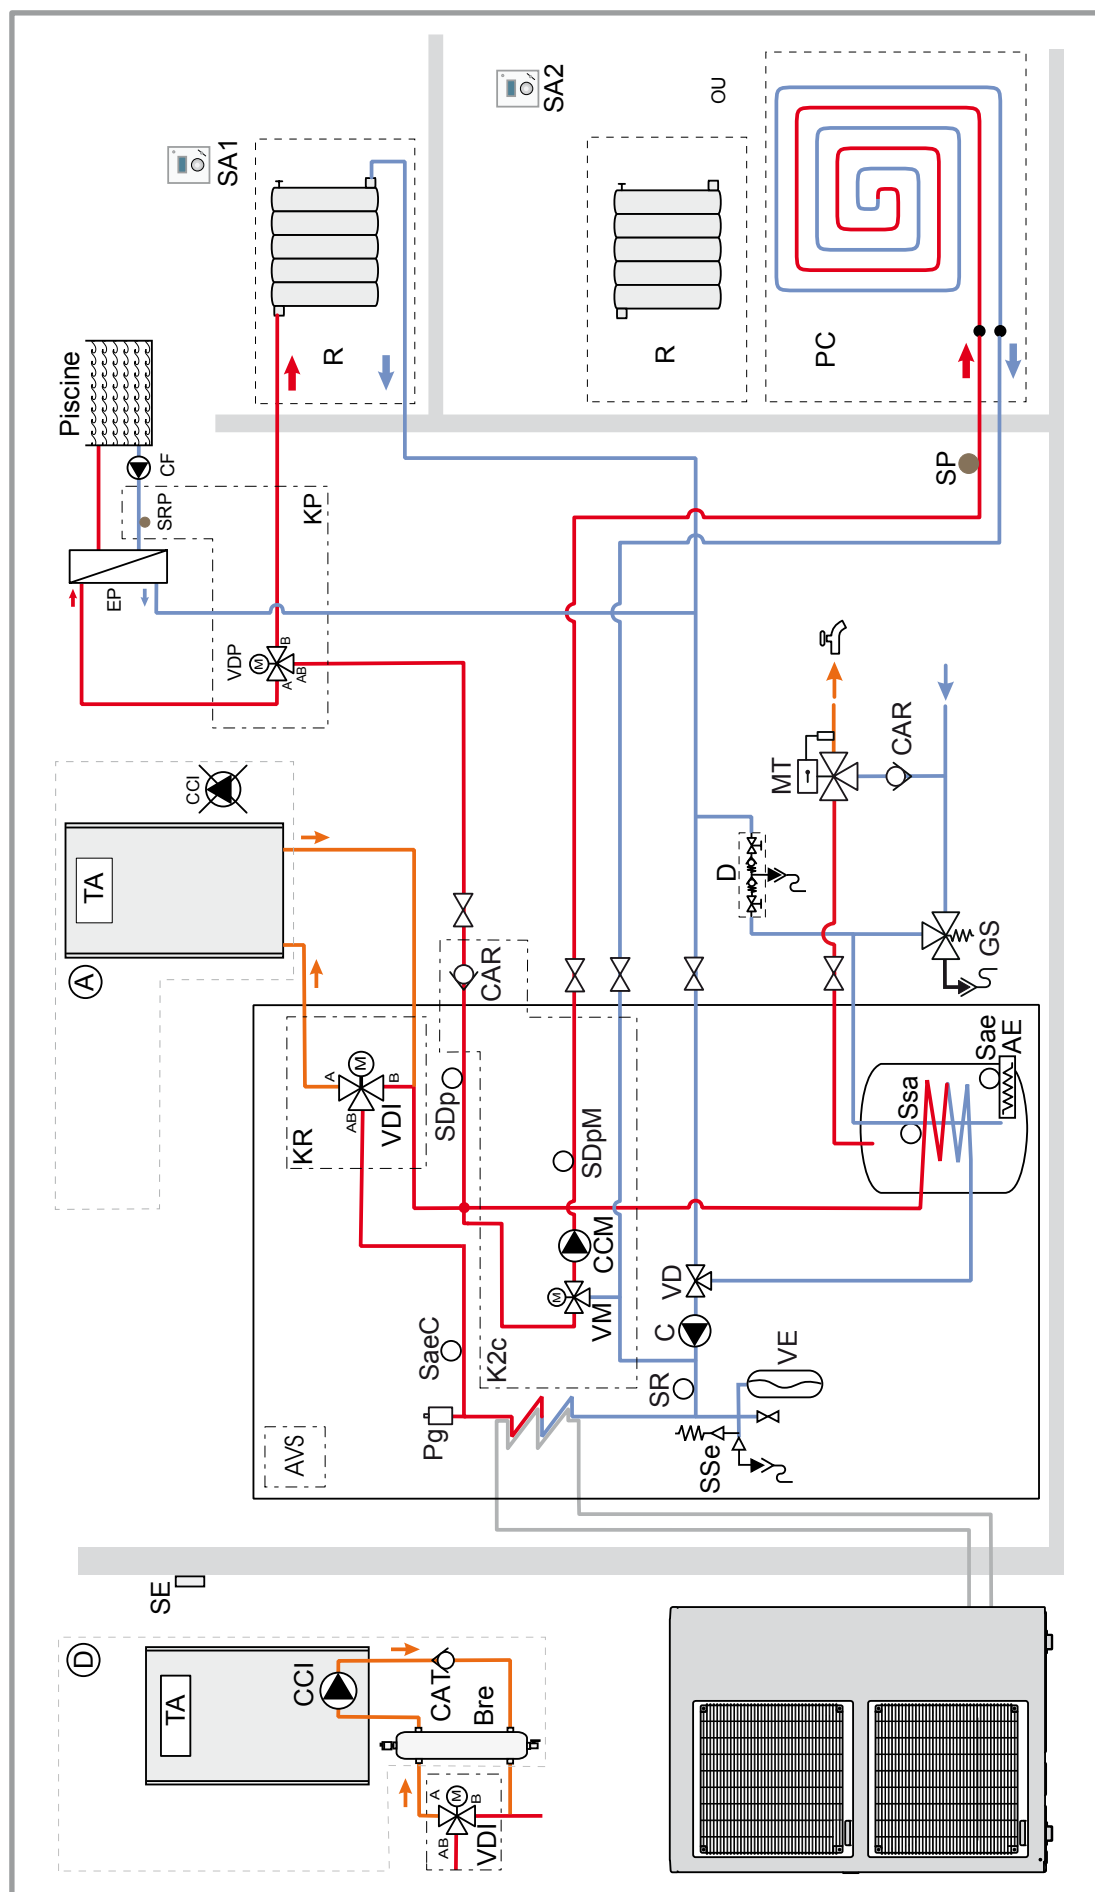 SA1
SA2
OU
R
R
PC
Piscine
CF
SRP
KP
EP
VDP
M
A
B
AB
SP
CCI
TA
A
MT
CAR
D
GS
CAR
KR
VDI
M
A
B
AB
SDp
SDpM
CCM
VM
M
K2c
Sae
AE
Ssa
VD
C
SR
VE
SSe
SaeC
Pg
AVS
SE
D
TA
CCI
CAT
Bre
VDI
M
A
B
AB